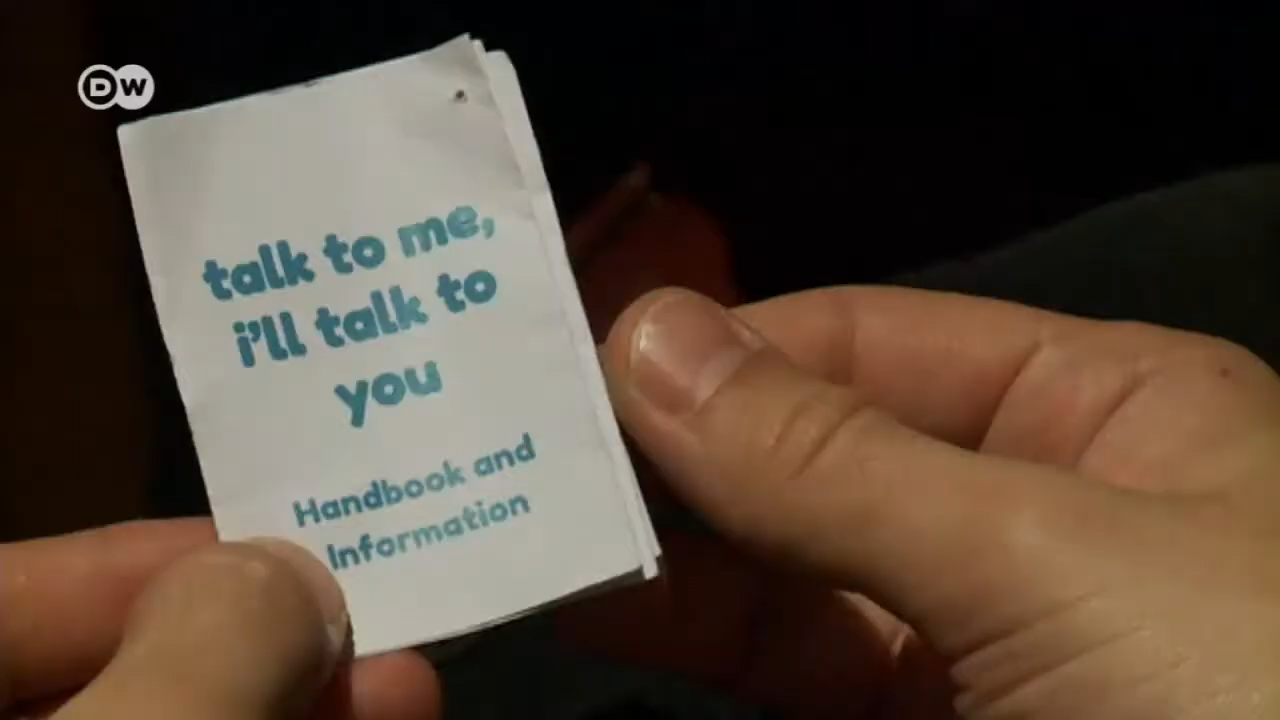 DW
talk to me,
i'll talk to
you
Handbook and
Information